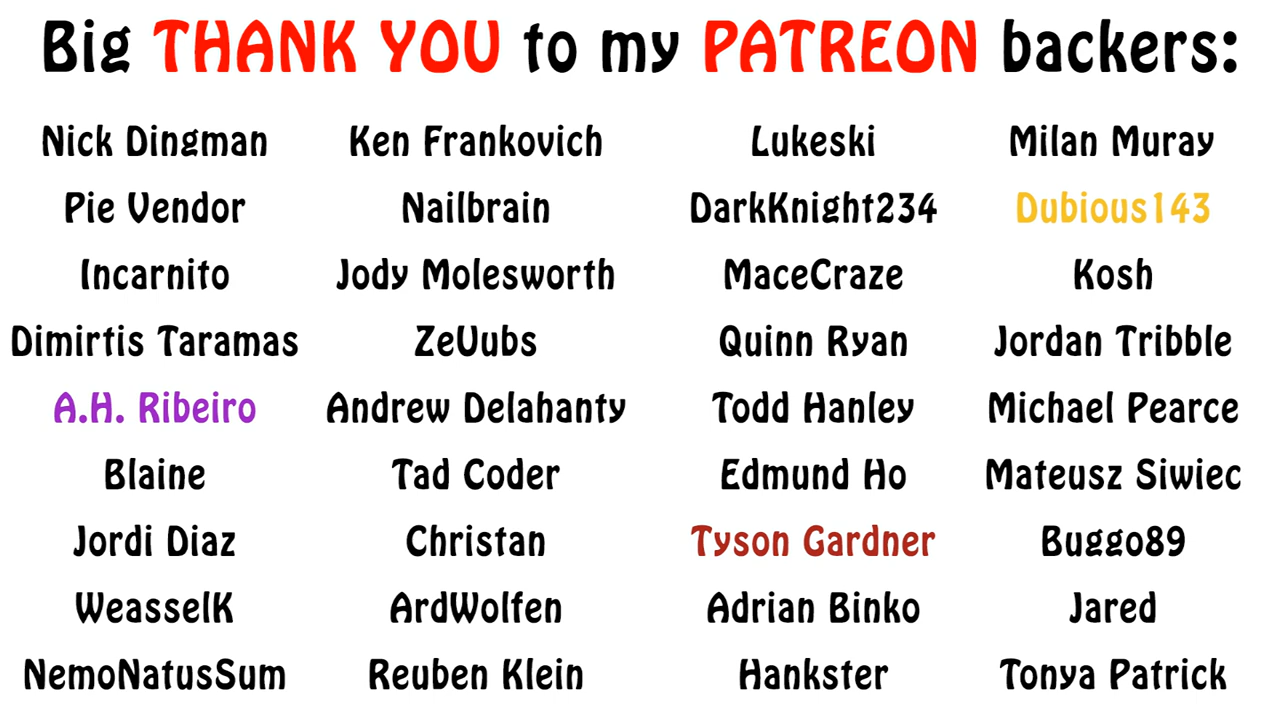 Big THANK YOU to my PATREON backers:
Nick Dingman Ken Frankovich Lukeski Milan Muray
Pie Vendor Nailbrain DarkKnight234 Dubious143
Incarnito Jody Molesworth MaceCraze Kosh
Dimirtis Taramas ZeVubs Quinn Ryan Jordan Tribble
A.H. Ribeiro Andrew Delahanty Todd Hanley Michael Pearce
Blaine Tad Coder Edmund Ho Mateusz Siwiec
Jordi Diaz Christan Tyson Gardner Buggo89
WeasselK ArdWolfen Adrian Binko Jared
NemoNatusSum Reuben Klein Hankster Tonya Patrick